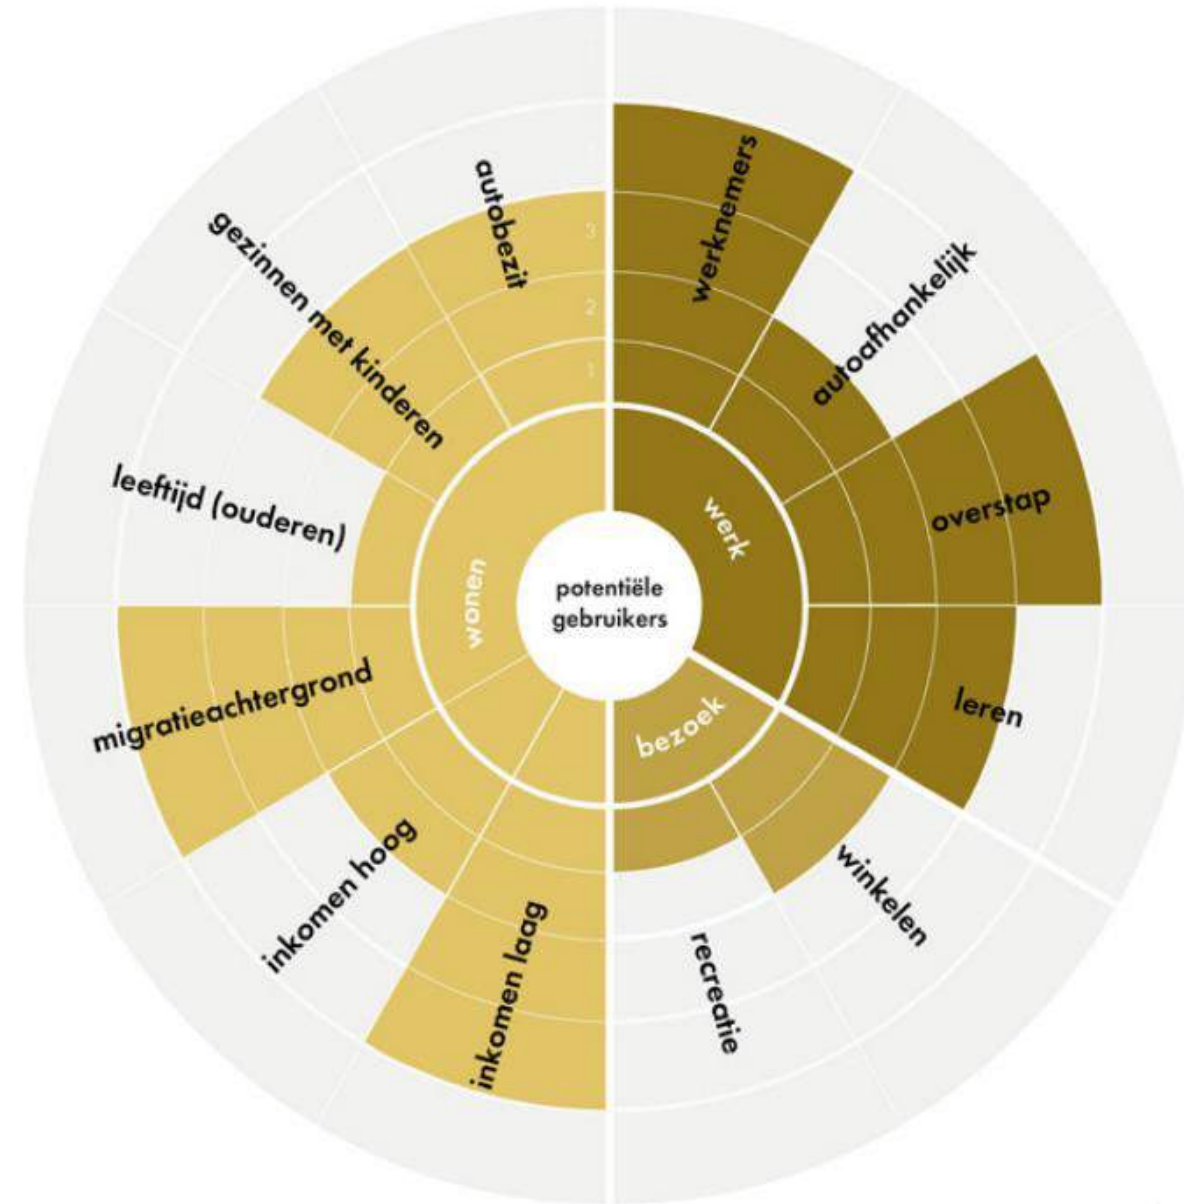 potentiële
gebruikers
wonen
werk
bezoek
autobezit
gezinnen met kinderen
leeftijd (ouderen)
migratieachtergrond
inkomen hoog
inkomen laag
werknemers
autoafhankelijk
overstap
leren
winkelen
recreatie
3
2
1